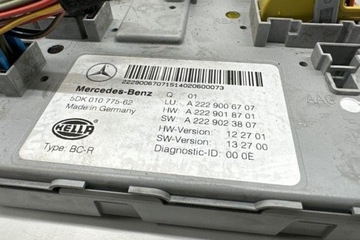 2229006707151402060007​3
Mercedes-Benz Q 01
5DK 010 775-62 LU: A 222 900 67 07
Made in Germany HW: A 222 901 87 01
SW: A 222 902 38 07
HELLA HW-Version: 12 27 01
SW-Version: 13 27 00
Type: BC-R Diagnostic-ID: 00 0E